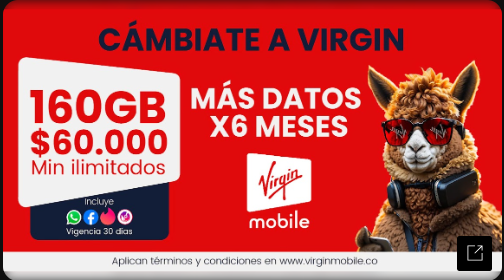 CÁMBIATE A VIRGIN
160GB
$60.000
Min ilimitados
Incluye
Vigencia 30 días
MÁS DATOS
X6 MESES
Virgin
mobile
Aplican términos y condiciones en www.virginmobile.co